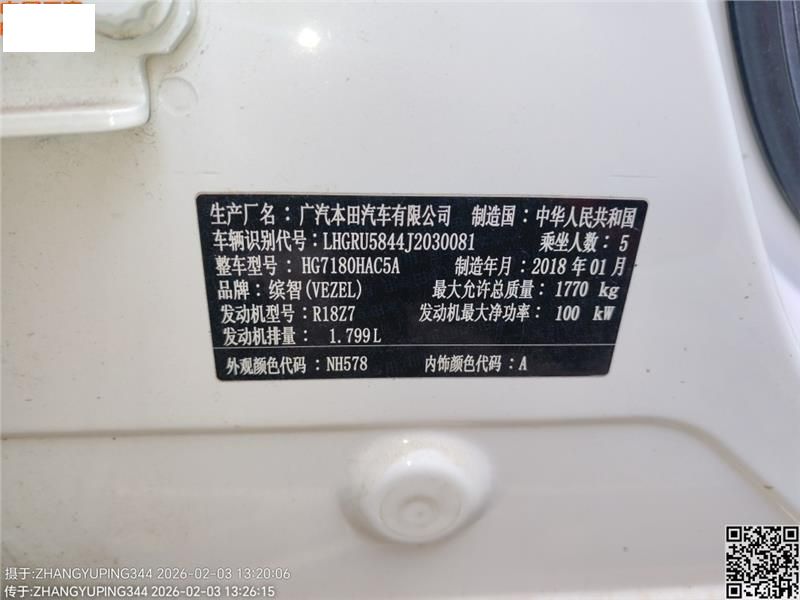 生产厂名：广汽本田汽车有限公司 制造国：中华人民共和国
车辆识别代号：LHGRU5844J2030081 乘坐人数：5
整车型号：HG7180HAC5A 制造年月：2018年01月
品牌：缤智(VEZEL) 最大允许总质量：1770 kg
发动机型号：R18Z7 发动机最大净功率：100 kW
发动机排量：1.799L
外观颜色代码：NH578 内饰颜色代码：A
摄于:ZHANGYUPING344 2026-02-03 13:20:06
传于:ZHANGYUPING344 2026-02-03 13:26:15